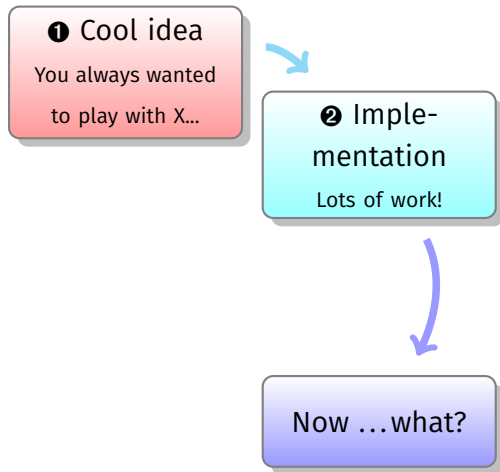 ❶ Cool idea
You always wanted
to play with X...
❷ Imple-
mentation
Lots of work!
Now ...what?